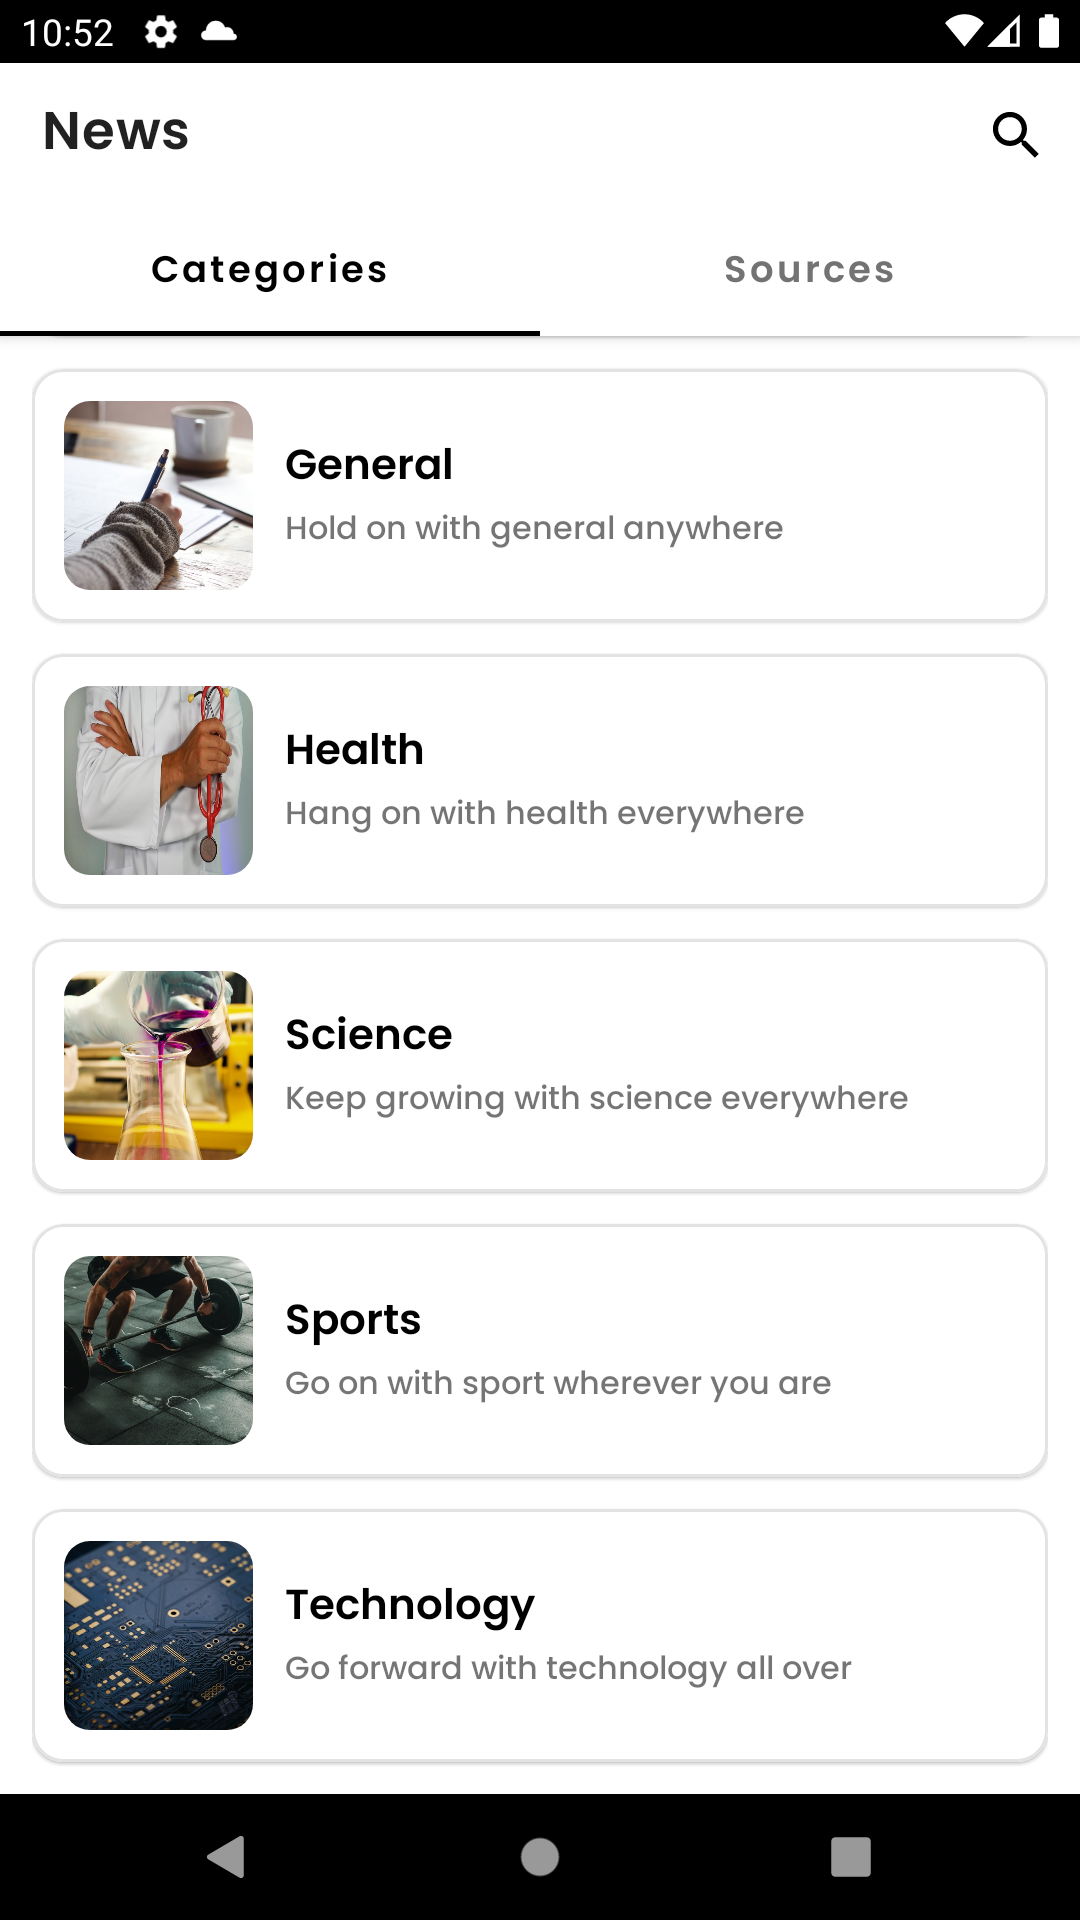 10:52
News
Categories
Sources
General
Hold on with general anywhere
Health
Hang on with health everywhere
Science
Keep growing with science everywhere
Sports
Go on with sport wherever you are
Technology
Go forward with technology all over